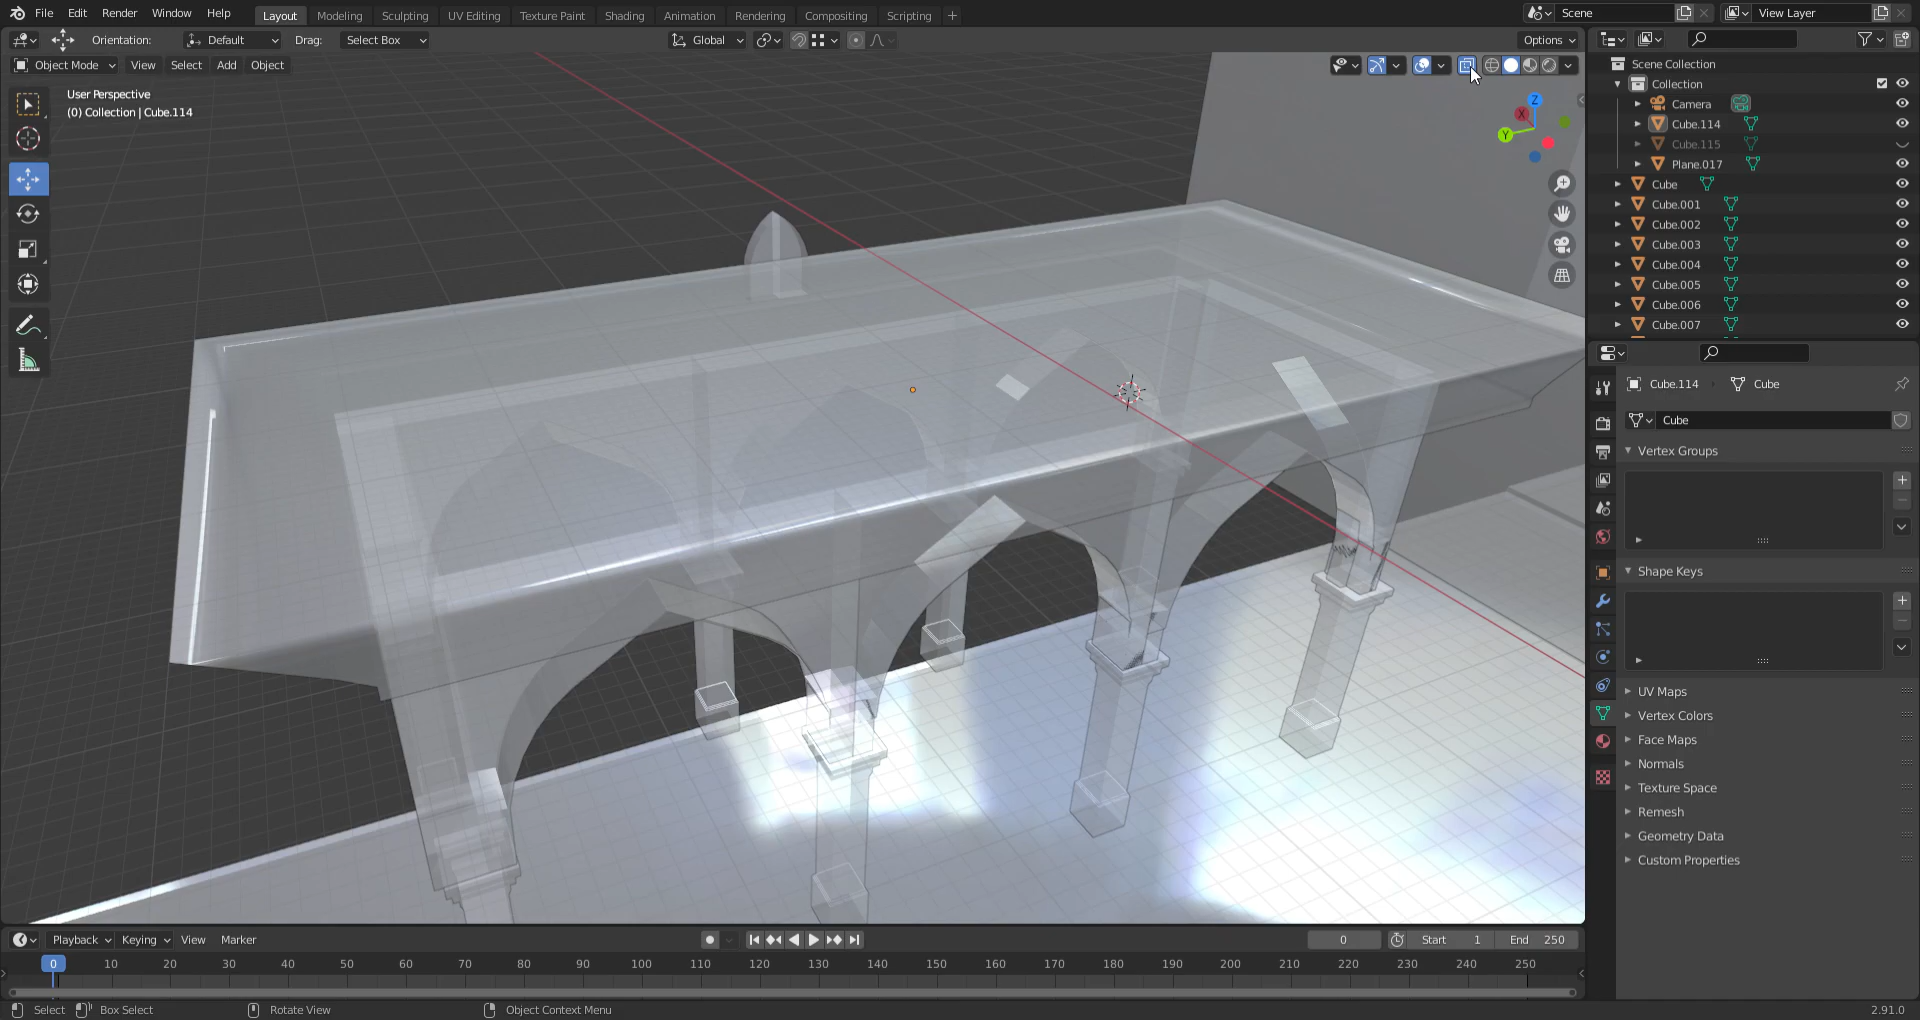 File Edit Render Window Help Layout Modeling Sculpting UV Editing Texture Paint Shading Animation Rendering Compositing Scripting + Scene View Layer
Orientation: Default Drag: Select Box Global Options
Object Mode View Select Add Object
User Perspective
(0) Collection | Cube.114
Z
X
Y
Scene Collection
Collection
Camera
Cube.114
Cube.115
Plane.017
Cube
Cube.001
Cube.002
Cube.003
Cube.004
Cube.005
Cube.006
Cube.007
Cube.114 Cube
Cube
Vertex Groups
Shape Keys
UV Maps
Vertex Colors
Face Maps
Normals
Texture Space
Remesh
Geometry Data
Custom Properties
Playback Keying View Marker 0 Start 1 End 250
0 10 20 30 40 50 60 70 80 90 100 110 120 130 140 150 160 170 180 190 200 210 220 230 240 250
Select Box Select Rotate View Object Context Menu 2.91.0